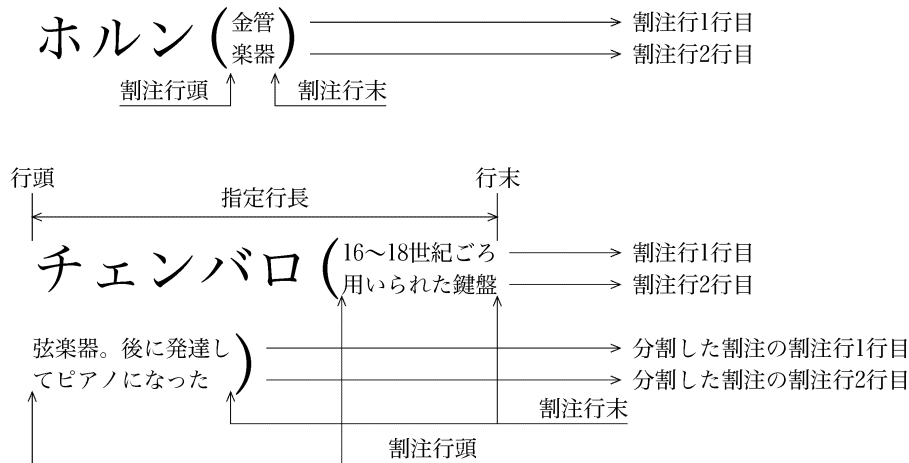 ホルン(金管 割注行1行目
楽器) 割注行2行目
割注行頭 割注行末
行頭 行末
指定行長
チェンバロ(16〜18世紀ごろ 割注行1行目
用いられた鍵盤 割注行2行目
弦楽器。後に発達し 分割した割注の割注行1行目
てピアノになった) 分割した割注の割注行2行目
割注行末
割注行頭